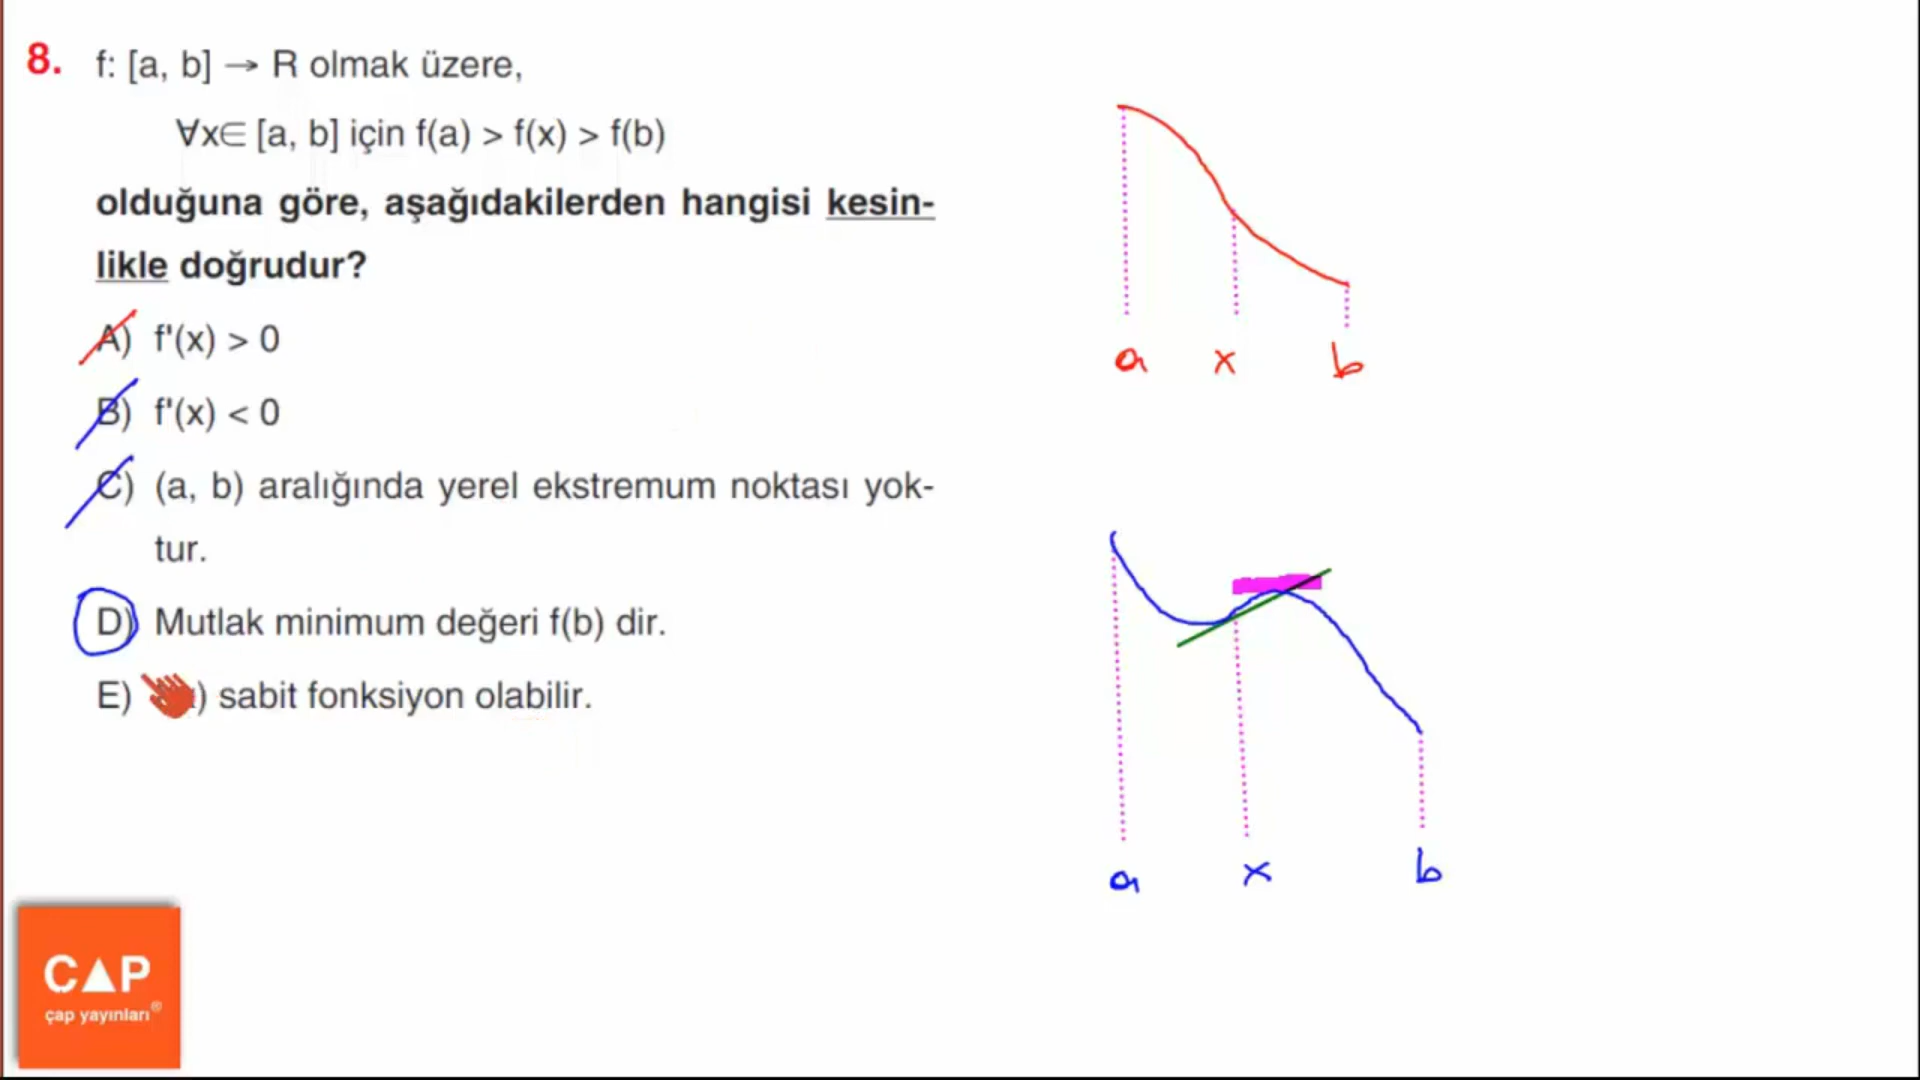 8. f: [a, b] → R olmak üzere,
∀x∈ [a, b] için f(a) > f(x) > f(b)
olduğuna göre, aşağıdakilerden hangisi kesin-
likle doğrudur?
A) f'(x) > 0
B) f'(x) < 0
C) (a, b) aralığında yerel ekstremum noktası yok-
tur.
D) Mutlak minimum değeri f(b) dir.
E) ) sabit fonksiyon olabilir.
a x b
a x b
CAP
çap yayınları®